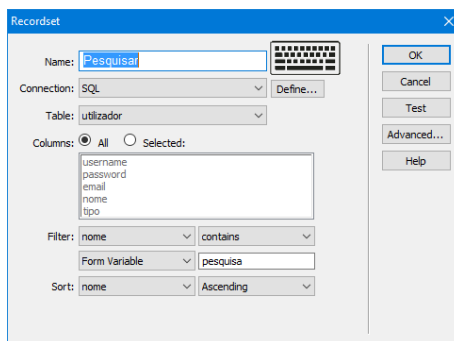 Recordset
Name: Pesquisar OK
Connection: SQL Define... Cancel
Table: utilizador Test
Columns: All Selected: Advanced...
username Help
password
email
nome
tipo
Filter: nome contains
Form Variable pesquisa
Sort: nome Ascending